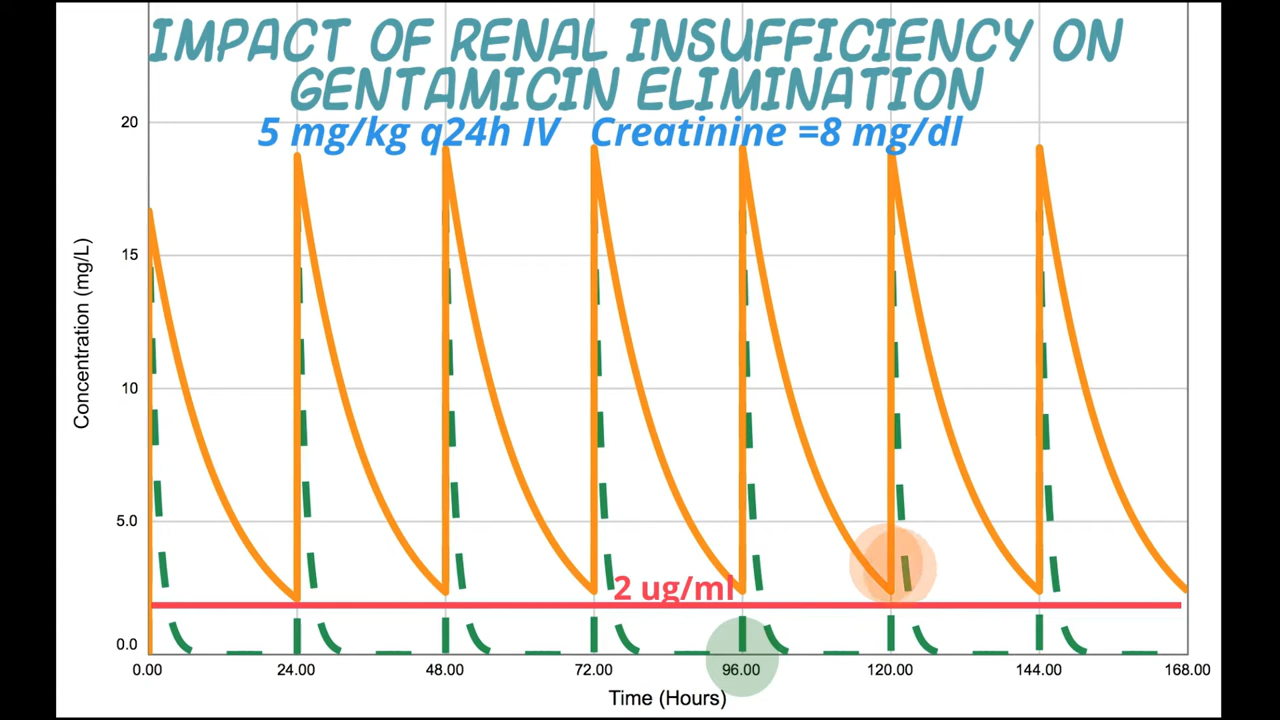 IMPACT OF RENAL INSUFFICIENCY ON
GENTAMICIN ELIMINATION
5 mg/kg q24h IV Creatinine =8 mg/dl
20
15
10
5.0
0.0
Concentration (mg/L)
2 ug/ml
0.00 24.00 48.00 72.00 96.00 120.00 144.00 168.00
Time (Hours)